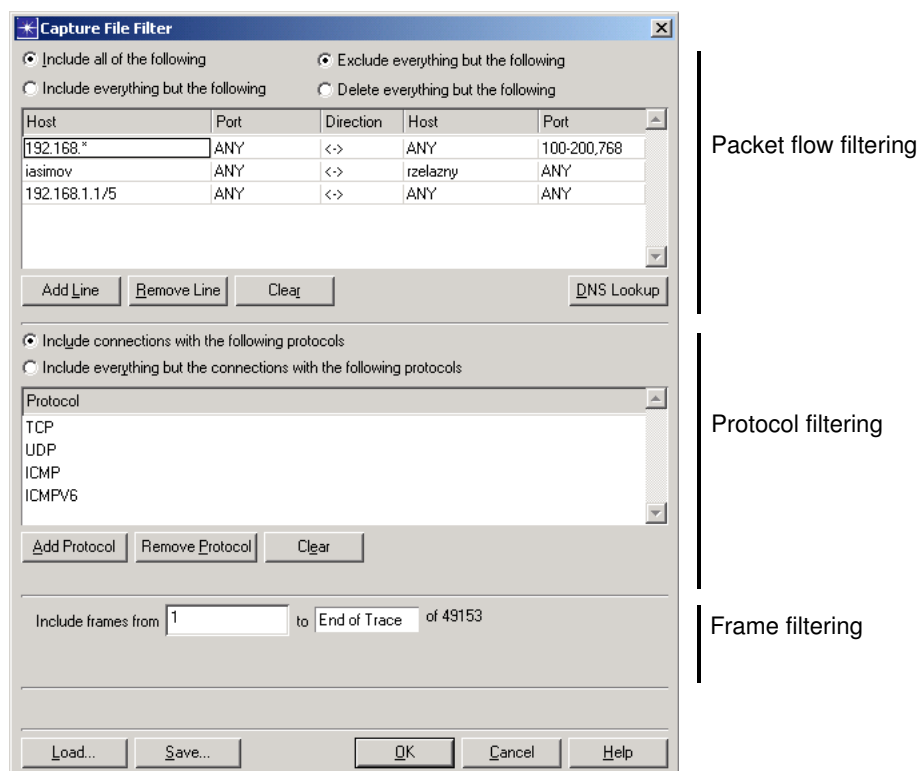 Capture File Filter
Include all of the following
Exclude everything but the following
Include everything but the following
Delete everything but the following
Host Port Direction Host Port
192.168.* ANY <-> ANY 100-200,768
iasimov ANY <-> rzelazny ANY
192.168.1.1/5 ANY <-> ANY ANY
Add Line Remove Line Clear DNS Lookup
Packet flow filtering
Include connections with the following protocols
Include everything but the connections with the following protocols
Protocol
TCP
UDP
ICMP
ICMPV6
Add Protocol Remove Protocol Clear
Protocol filtering
Include frames from 1 to End of Trace of 49153
Frame filtering
Load... Save... OK Cancel Help